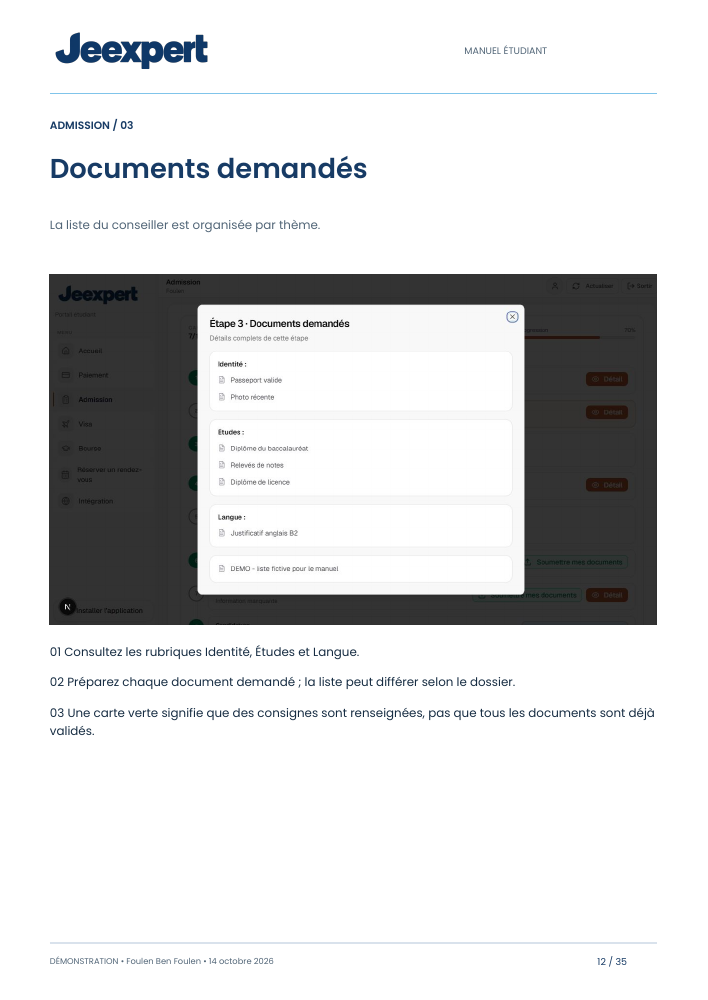 Jeexpert
MANUEL ÉTUDIANT
ADMISSION / 03
Documents demandés
La liste du conseiller est organisée par thème.
Jeexpert
Portail étudiant
Accueil
Paiement
Admission
Visa
Bourse
Réserver un rendez-
vous
Intégration
Installer l'application
N
Admission
Foulen
Actualiser
Sortir
70%
Détail
Détail
Détail
Soumettre mes documents
Soumettre mes documents
Détail
Étape 3 · Documents demandés
Détails complets de cette étape
Identité :
Passeport valide
Photo récente
Etudes :
Diplôme du baccalauréat
Relevés de notes
Diplôme de licence
Langue :
Justificatif anglais B2
DEMO - liste fictive pour le manuel
01 Consultez les rubriques Identité, Études et Langue.
02 Préparez chaque document demandé ; la liste peut différer selon le dossier.
03 Une carte verte signifie que des consignes sont renseignées, pas que tous les documents sont déjà
validés.
DÉMONSTRATION • Foulen Ben Foulen • 14 octobre 2026
12 / 35